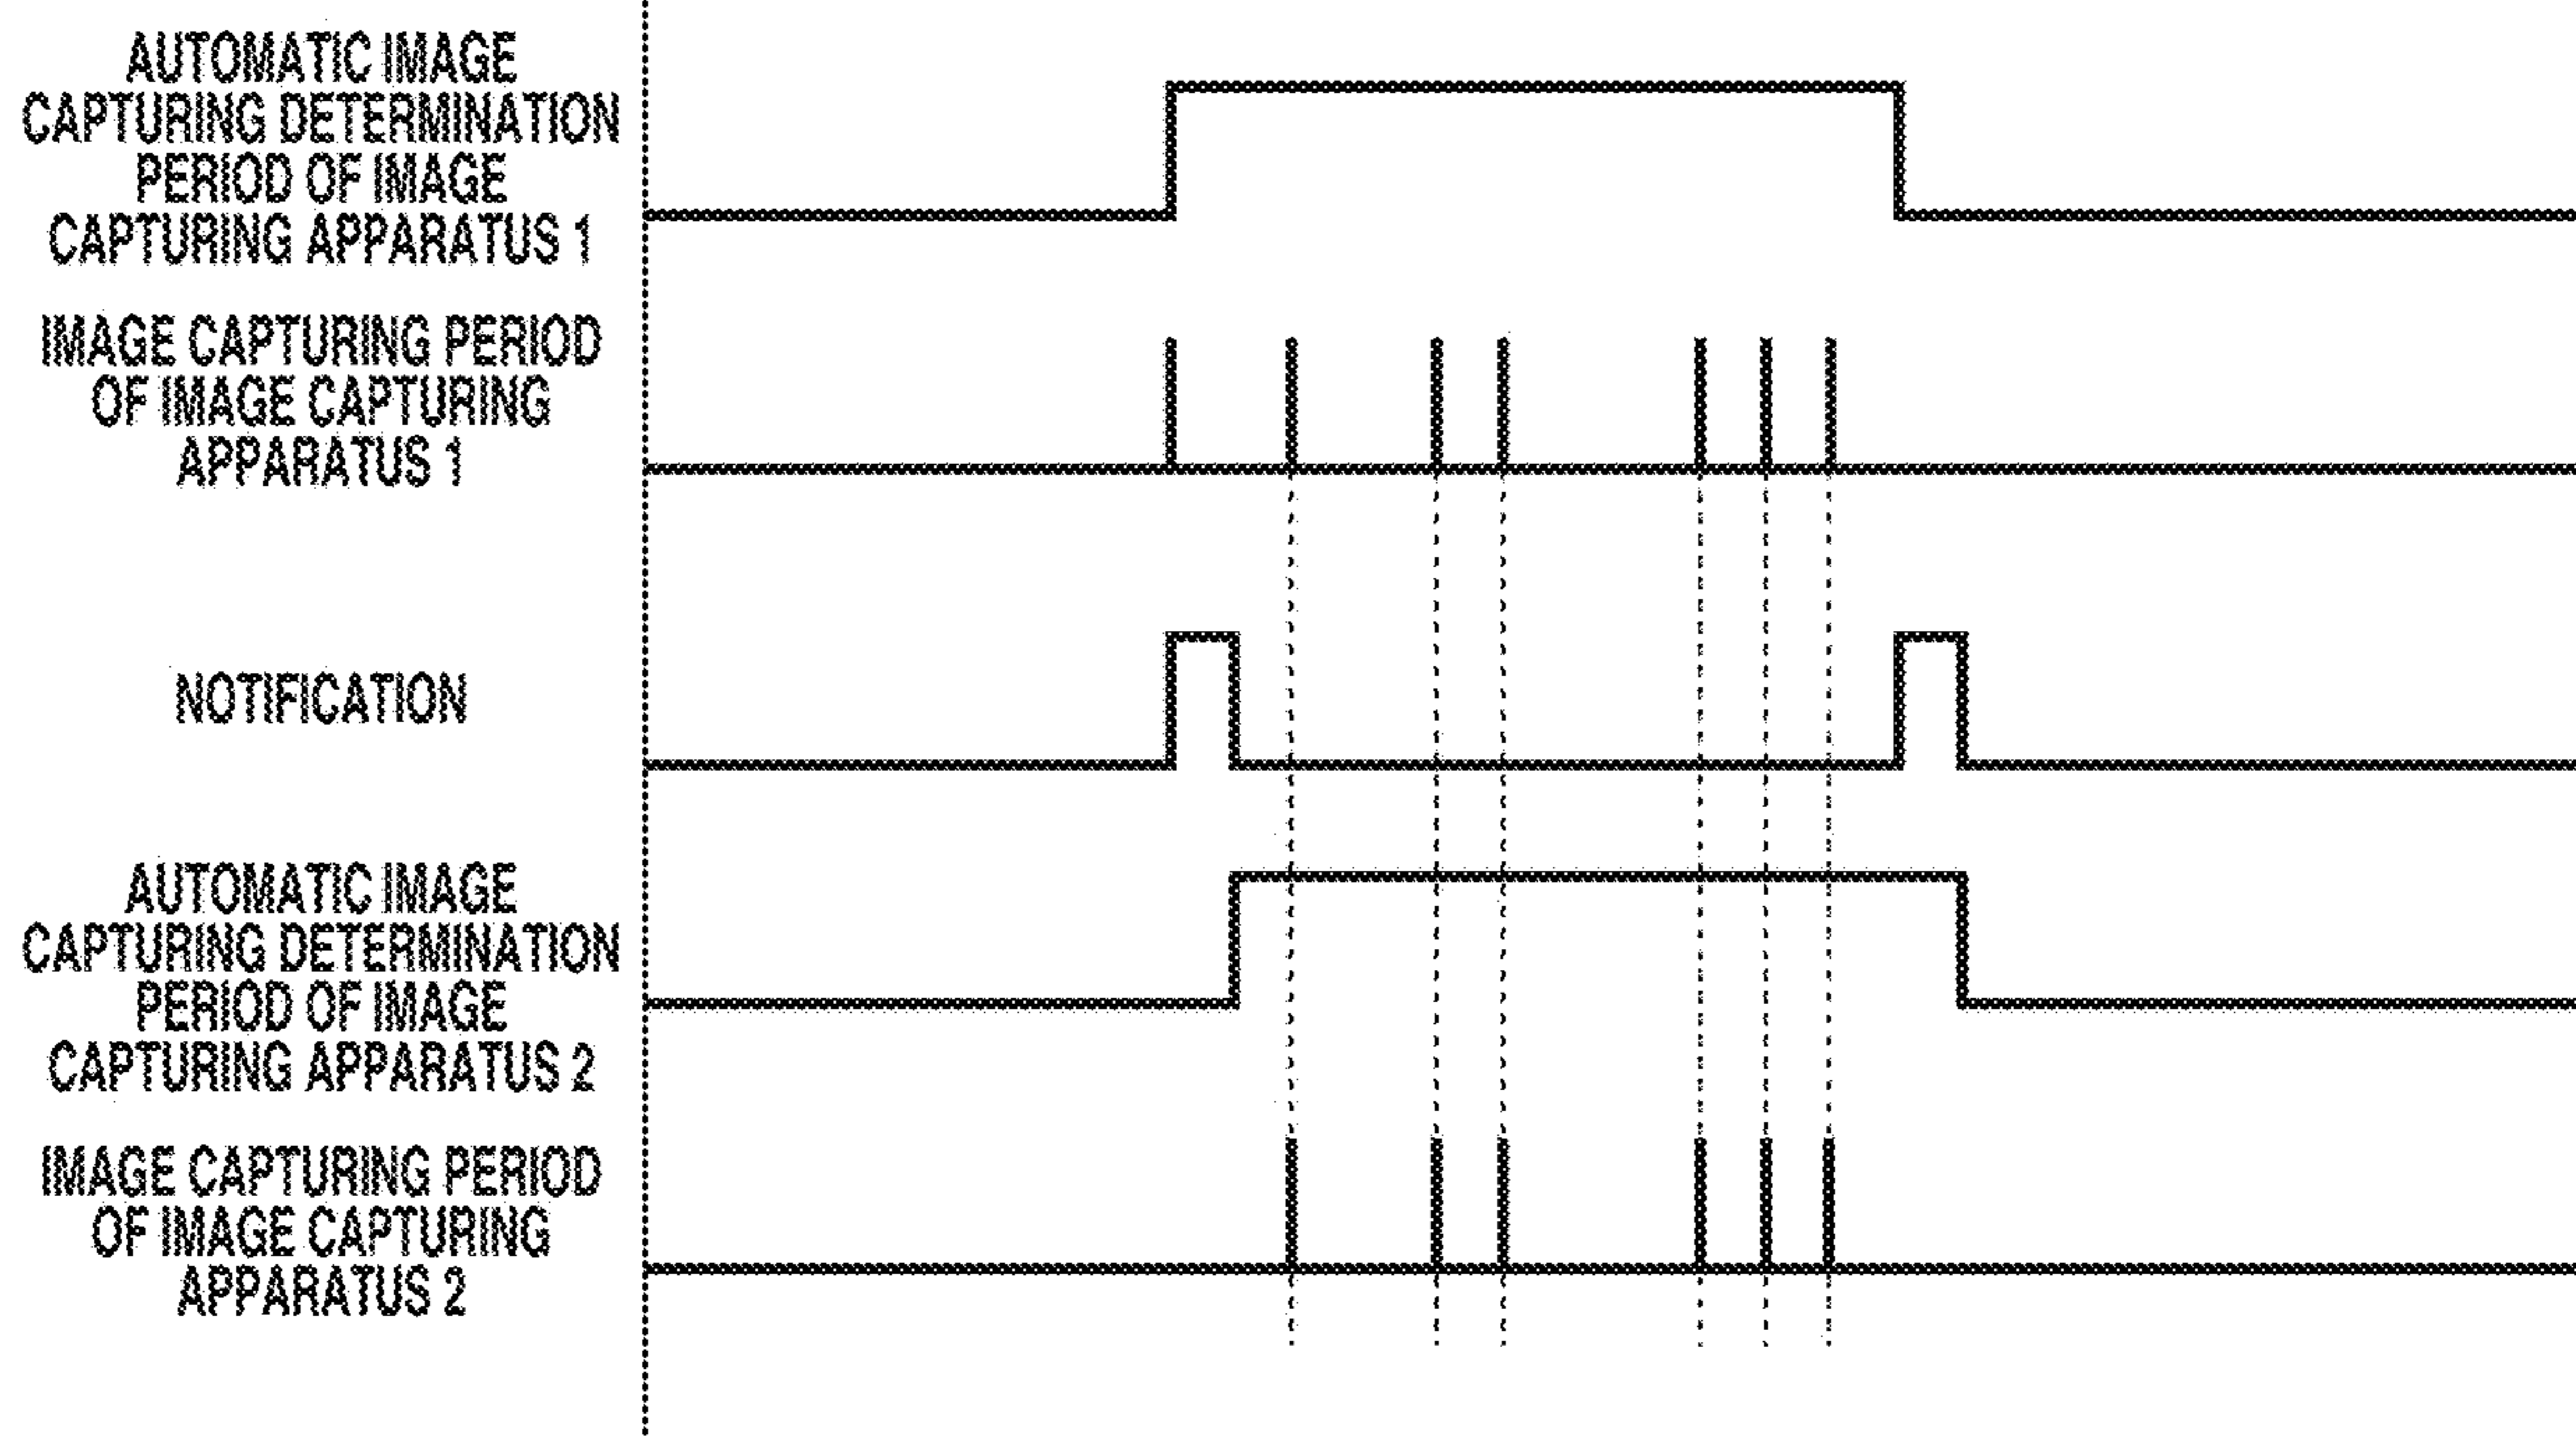 AUTOMATIC IMAGE
CAPTURING DETERMINATION
PERIOD OF IMAGE
CAPTURING APPARATUS 1
IMAGE CAPTURING PERIOD
OF IMAGE CAPTURING
APPARATUS 1
NOTIFICATION
AUTOMATIC IMAGE
CAPTURING DETERMINATION
PERIOD OF IMAGE
CAPTURING APPARATUS 2
IMAGE CAPTURING PERIOD
OF IMAGE CAPTURING
APPARATUS 2